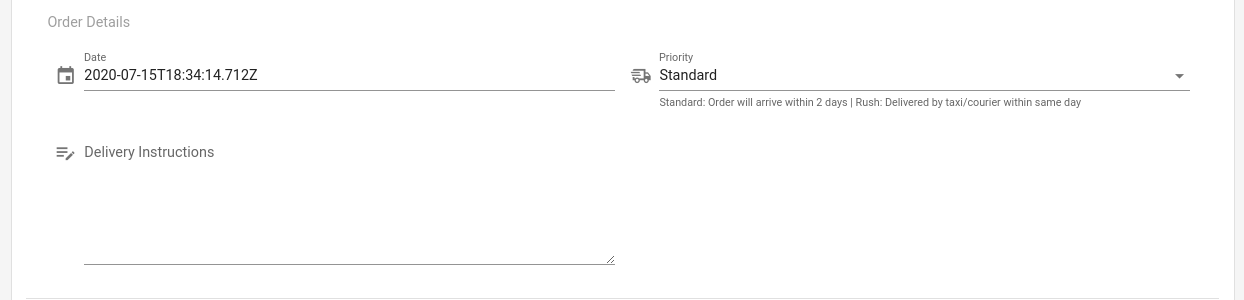 Order Details
Date
2020-07-15T18:34:14.712Z
Priority
Standard
Standard: Order will arrive within 2 days | Rush: Delivered by taxi/courier within same day
Delivery Instructions